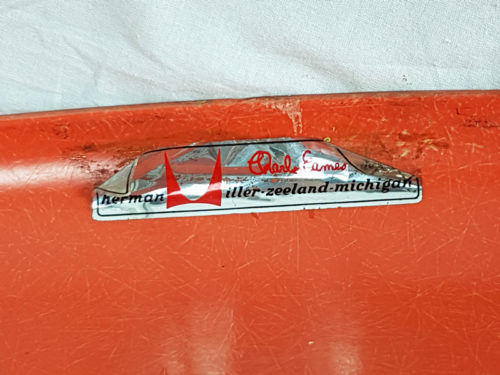 Charles Eames
herman miller-zeeland-michigan